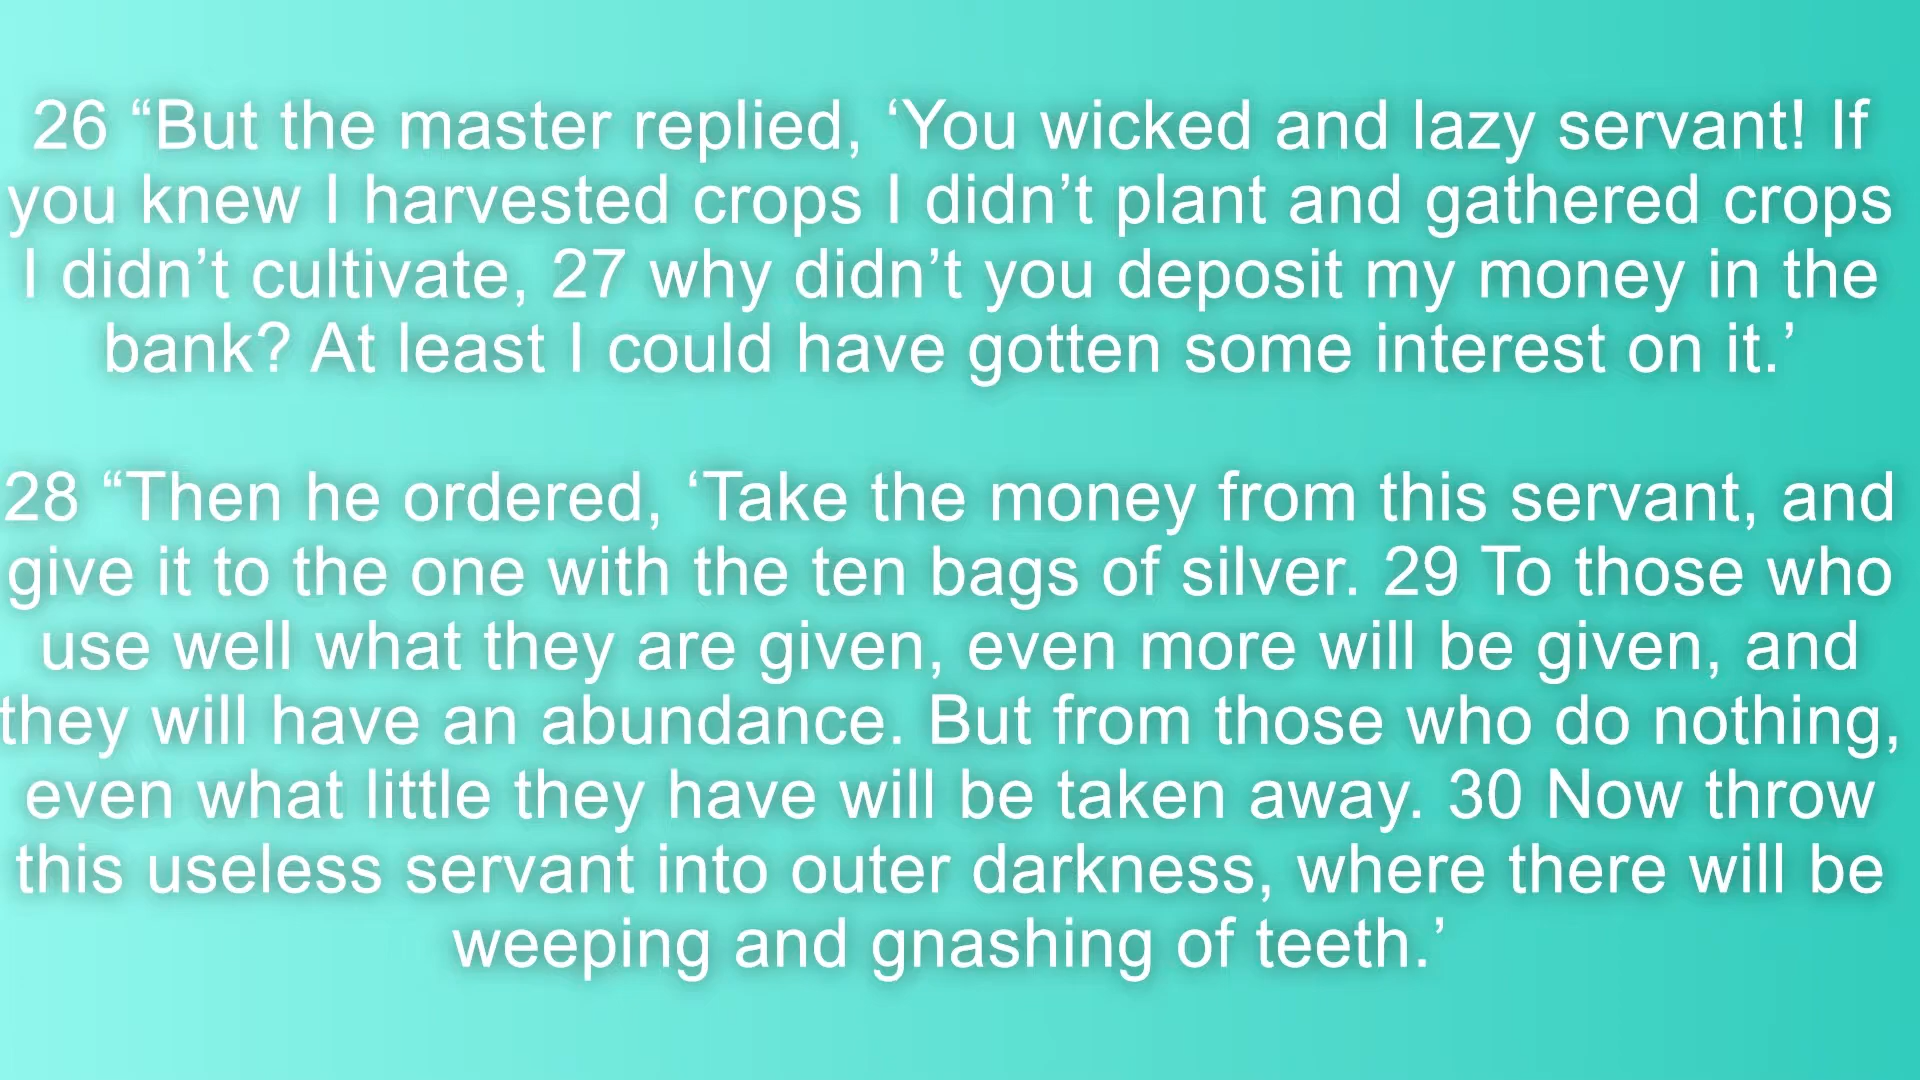 26 “But the master replied, ‘You wicked and lazy servant! If
you knew I harvested crops I didn’t plant and gathered crops
I didn’t cultivate, 27 why didn’t you deposit my money in the
bank? At least I could have gotten some interest on it.’
28 “Then he ordered, ‘Take the money from this servant, and
give it to the one with the ten bags of silver. 29 To those who
use well what they are given, even more will be given, and
they will have an abundance. But from those who do nothing,
even what little they have will be taken away. 30 Now throw
this useless servant into outer darkness, where there will be
weeping and gnashing of teeth.’